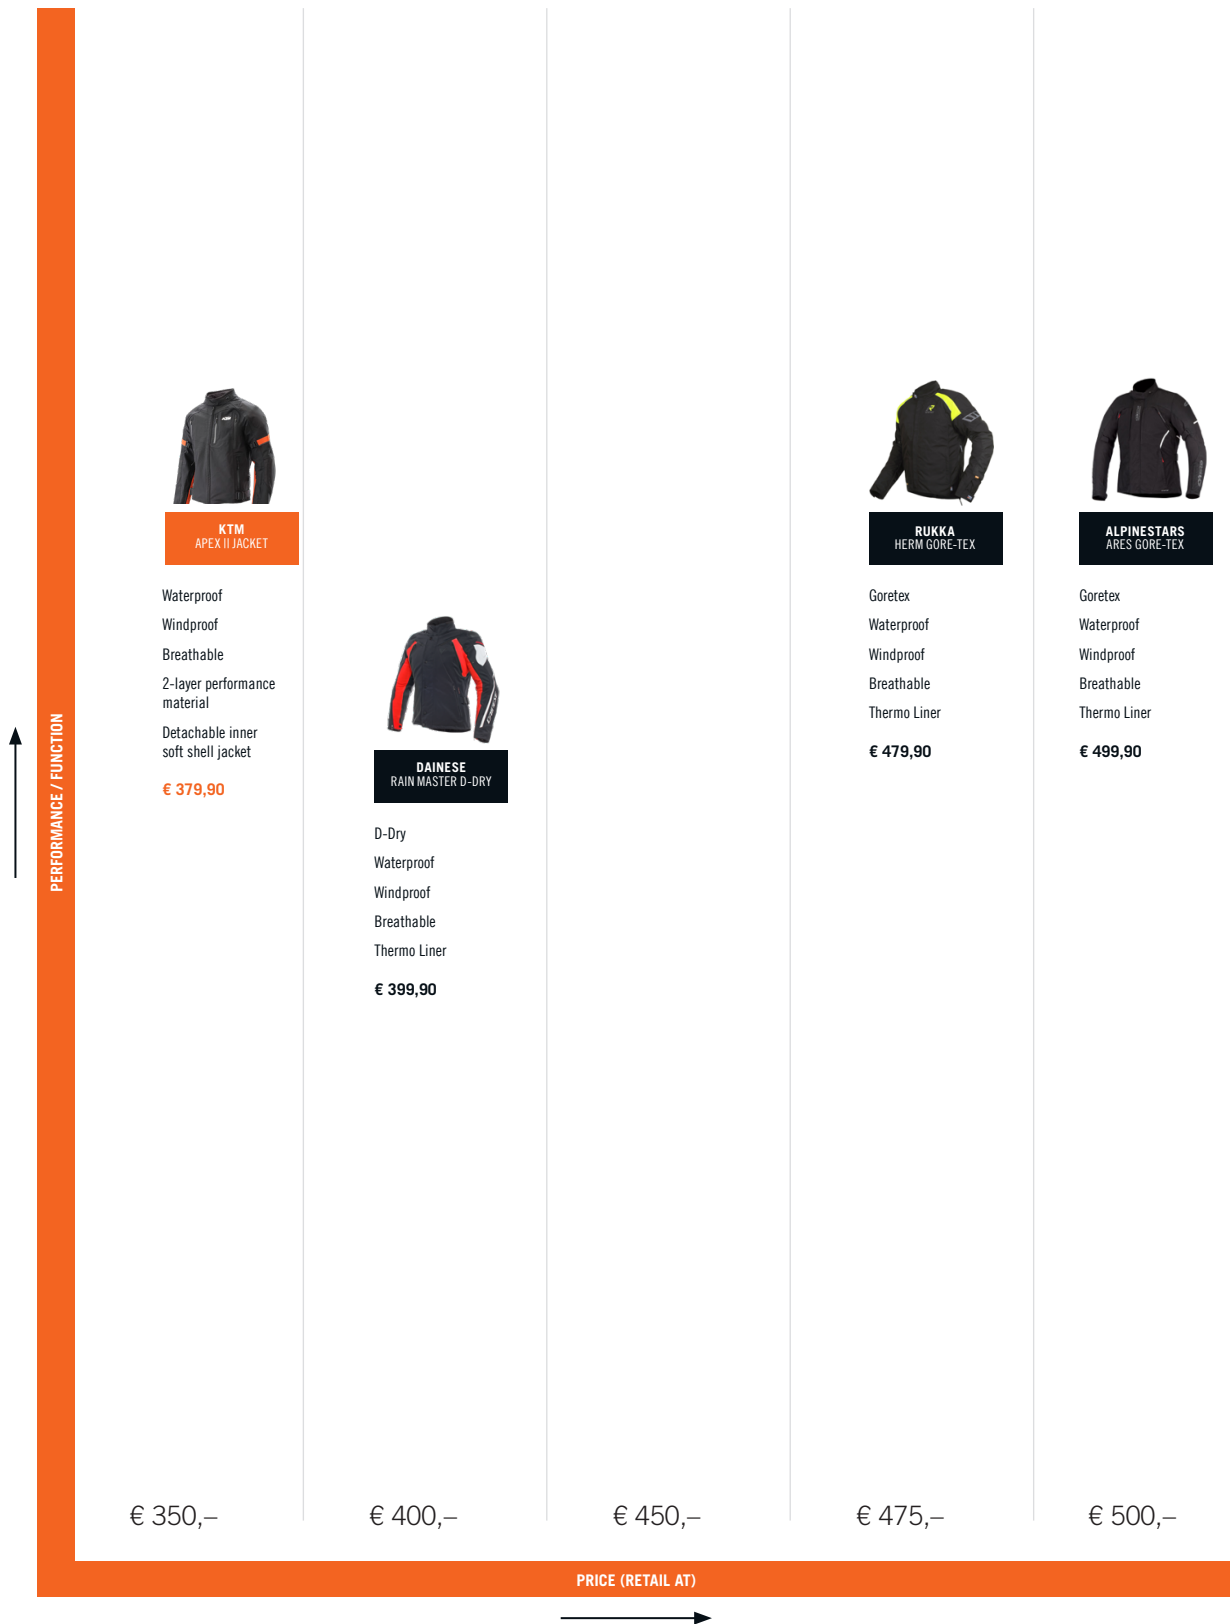 KTM
APEX II JACKET
Waterproof
Windproof
Breathable
2-layer performance
material
Detachable inner
soft shell jacket
€ 379,90
DAINESE
RAIN MASTER D-DRY
D-Dry
Waterproof
Windproof
Breathable
Thermo Liner
€ 399,90
RUKKA
HERM GORE-TEX
Goretex
Waterproof
Windproof
Breathable
Thermo Liner
€ 479,90
ALPINESTARS
ARES GORE-TEX
Goretex
Waterproof
Windproof
Breathable
Thermo Liner
€ 499,90
PERFORMANCE / FUNCTION
€ 350,–
€ 400,–
€ 450,–
€ 475,–
€ 500,–
PRICE (RETAIL AT)